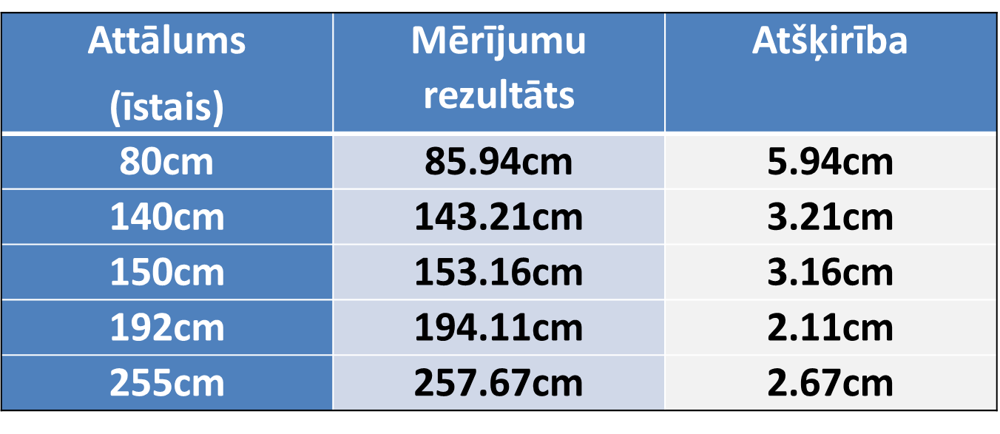 Attālums (īstais) Mērījumu rezultāts Atšķirība
80cm 85.94cm 5.94cm
140cm 143.21cm 3.21cm
150cm 153.16cm 3.16cm
192cm 194.11cm 2.11cm
255cm 257.67cm 2.67cm